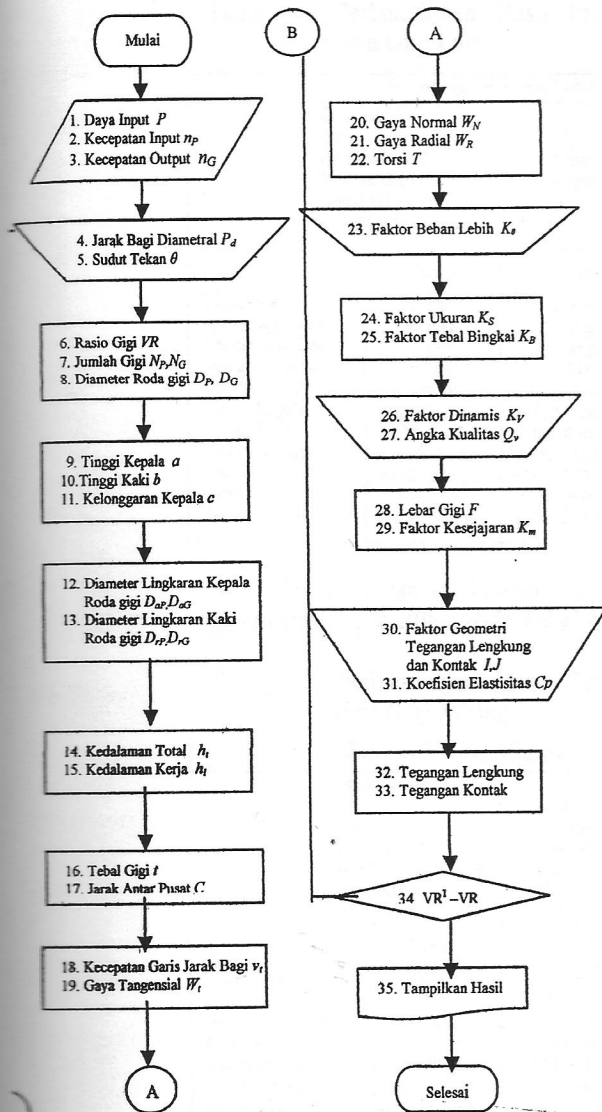 Mulai
1. Daya Input P
2. Kecepatan Input nP
3. Kecepatan Output nG
4. Jarak Bagi Diametral Pd
5. Sudut Tekan θ
6. Rasio Gigi VR
7. Jumlah Gigi NP,NG
8. Diameter Roda gigi DP, DG
9. Tinggi Kepala a
10.Tinggi Kaki b
11. Kelonggaran Kepala c
12. Diameter Lingkaran Kepala
Roda gigi DaP,DaG
13. Diameter Lingkaran Kaki
Roda gigi DrP,DrG
14. Kedalaman Total ht
15. Kedalaman Kerja ht
16. Tebal Gigi t
17. Jarak Antar Pusat C
18. Kecepatan Garis Jarak Bagi vt
19. Gaya Tangensial Wt
A
B
A
20. Gaya Normal WN
21. Gaya Radial WR
22. Torsi T
23. Faktor Beban Lebih
24. Faktor Ukuran KS
25. Faktor Tebal Bingkai KB
26. Faktor Dinamis KV
27. Angka Kualitas Qv
28. Lebar Gigi F
29. Faktor Kesejajaran Km
30. Faktor Geometri
Tegangan Lengkung
dan Kontak I,J
31. Koefisien Elastisitas Cp
32. Tegangan Lengkung
33. Tegangan Kontak
34 VR¹–VR
35. Tampilkan Hasil
Selesai